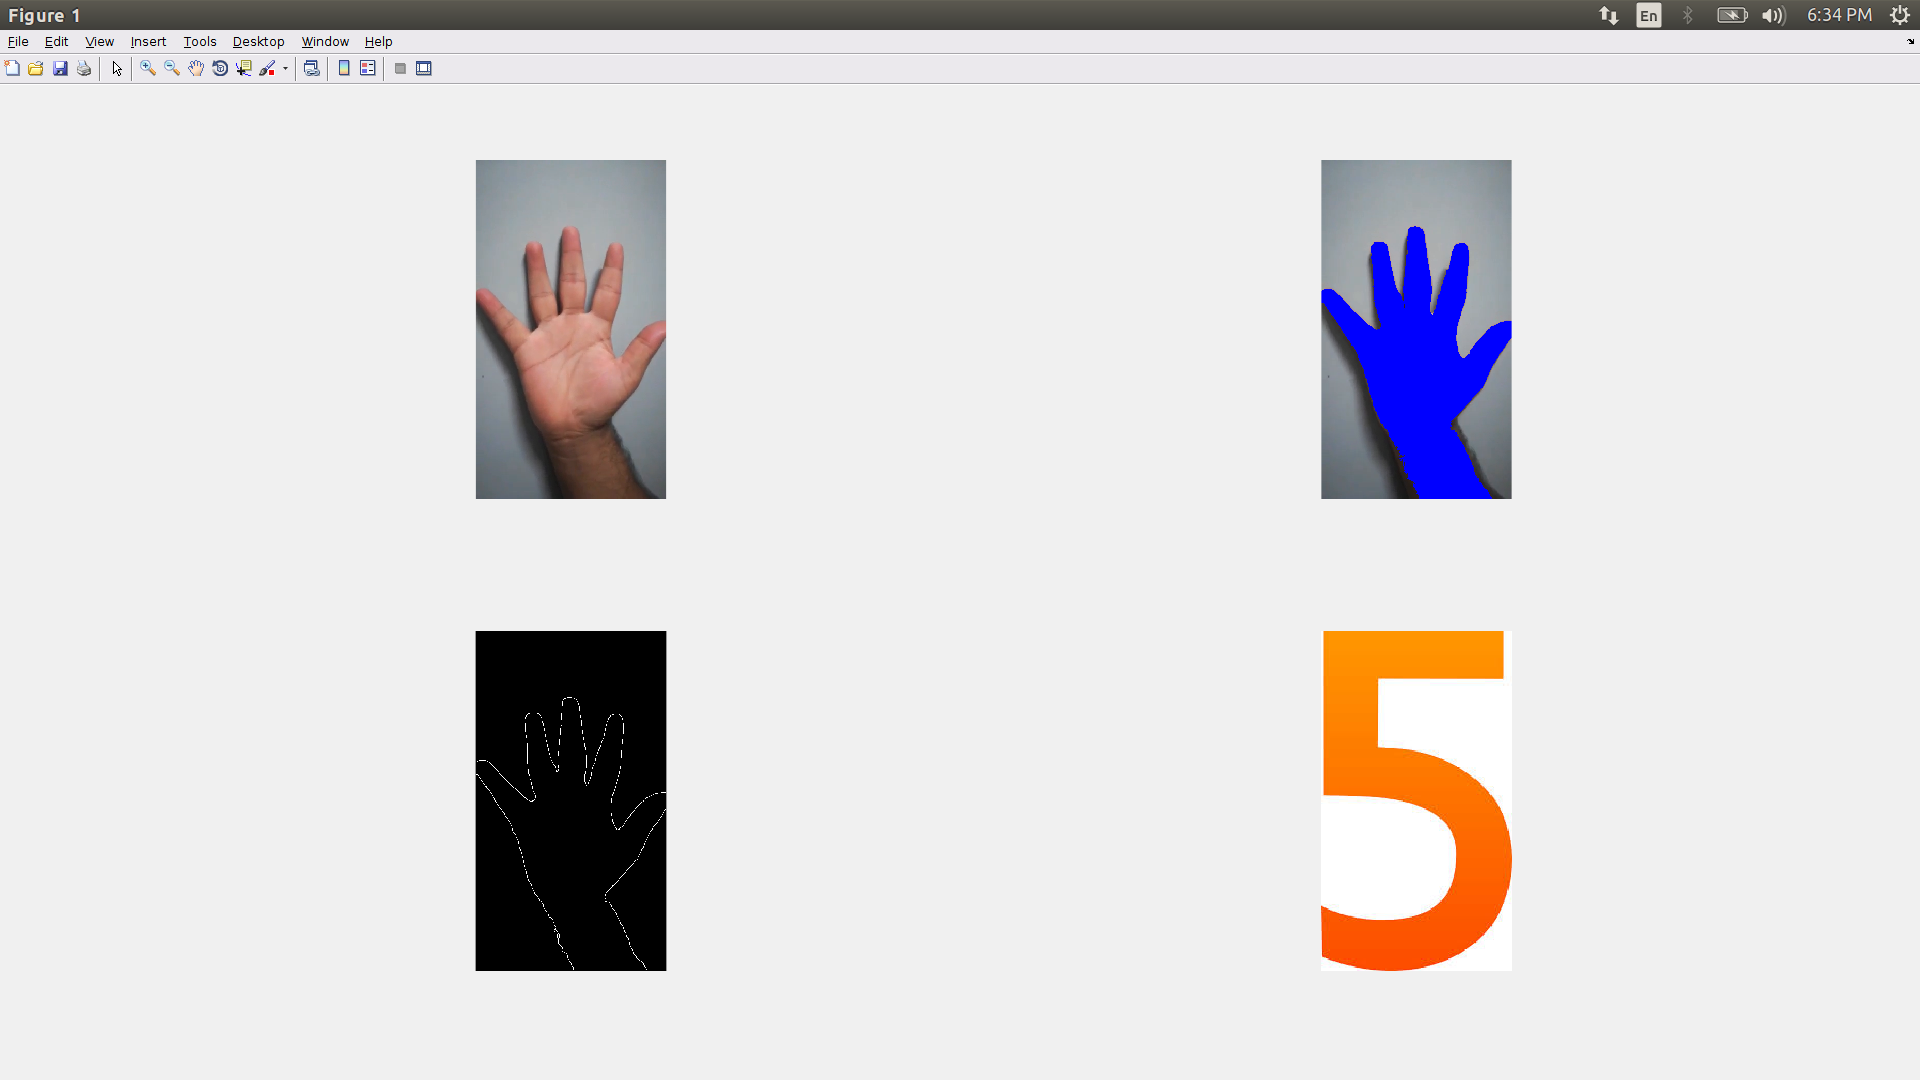 Figure 1
En
6:34 PM
File Edit View Insert Tools Desktop Window Help
5